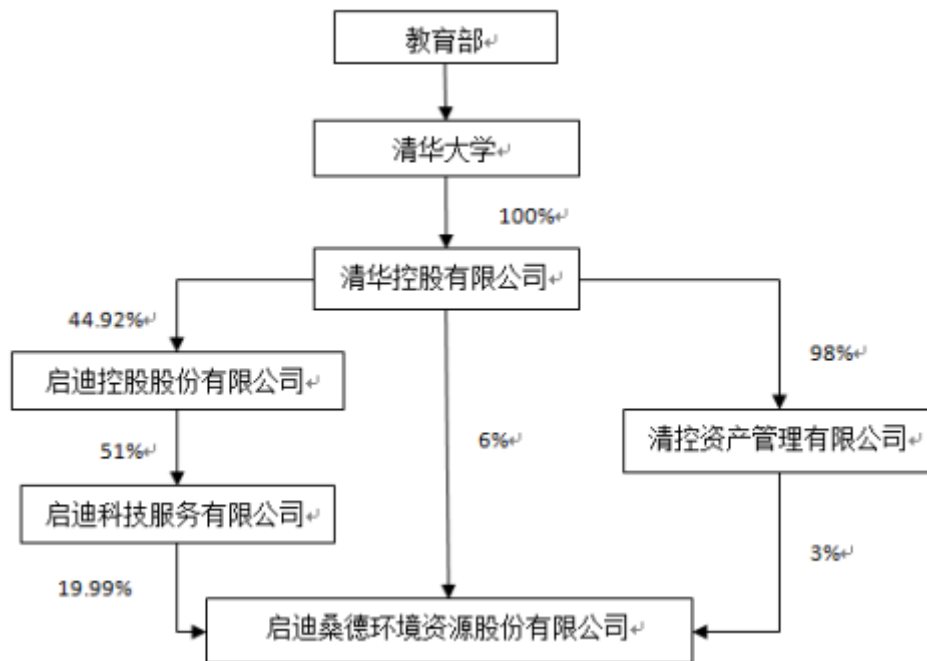 教育部↵
清华大学↵
100%↵
清华控股有限公司↵
44.92%↵
98%↵
启迪控股股份有限公司↵
6%↵
清控资产管理有限公司↵
51%↵
启迪科技服务有限公司↵
3%↵
19.99%
启迪桑德环境资源股份有限公司↵